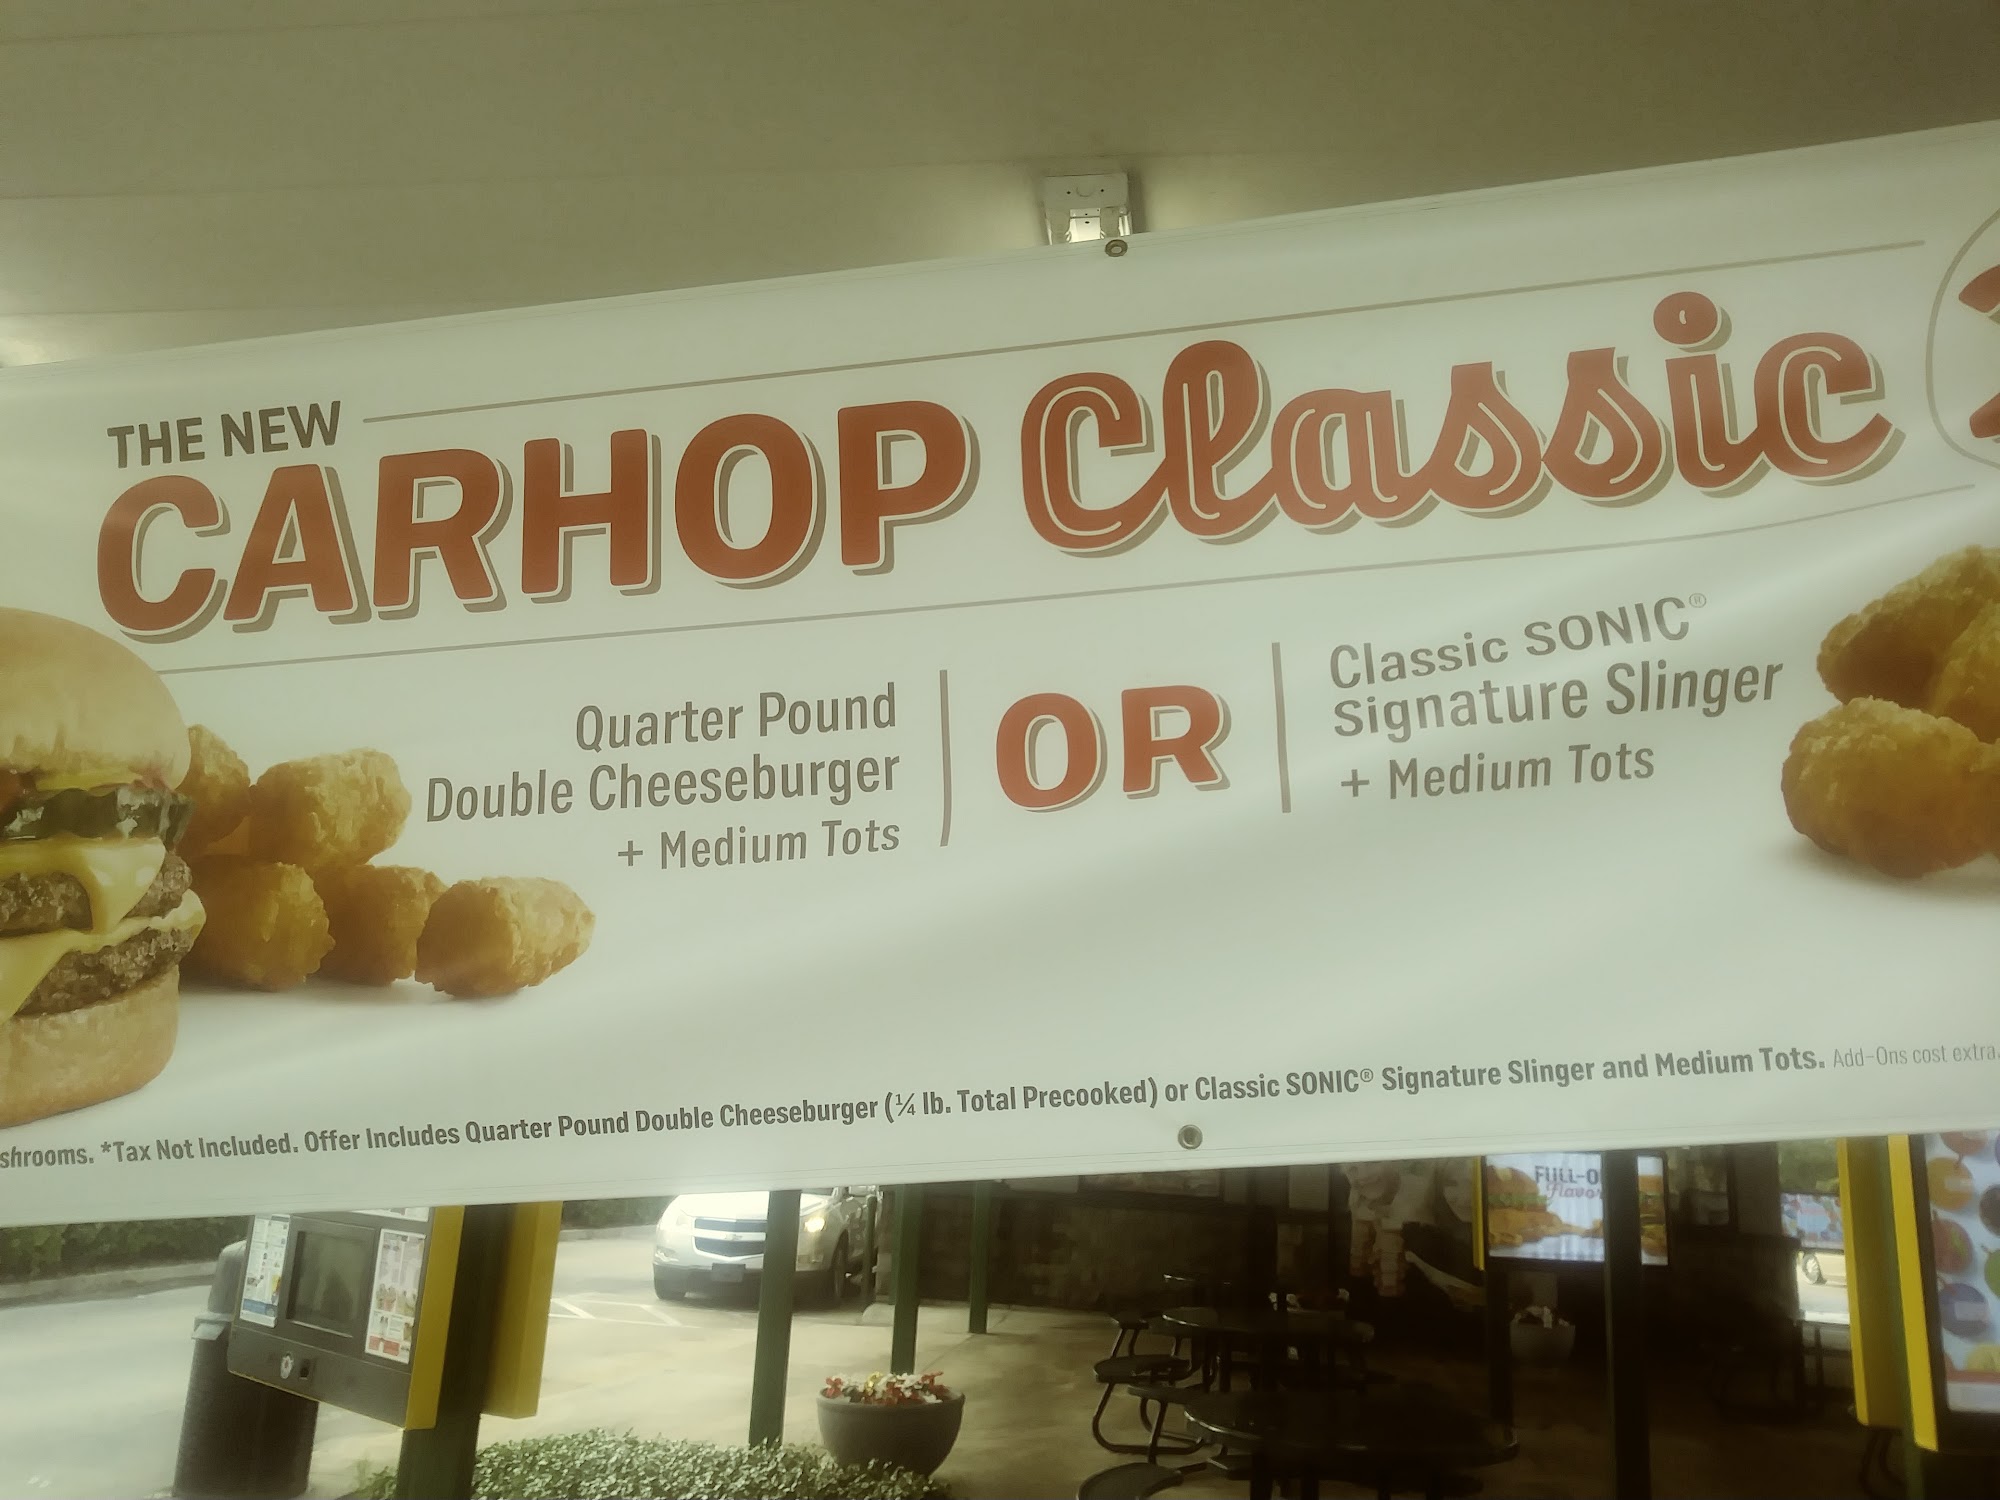 THE NEW
CARHOP Classic
Quarter Pound
Double Cheeseburger
+ Medium Tots
OR
Classic SONIC®
Signature Slinger
+ Medium Tots
shrooms. *Tax Not Included. Offer Includes Quarter Pound Double Cheeseburger (¼ lb. Total Precooked) or Classic SONIC® Signature Slinger and Medium Tots. Add-Ons cost extra.
FULL-O
Flavor